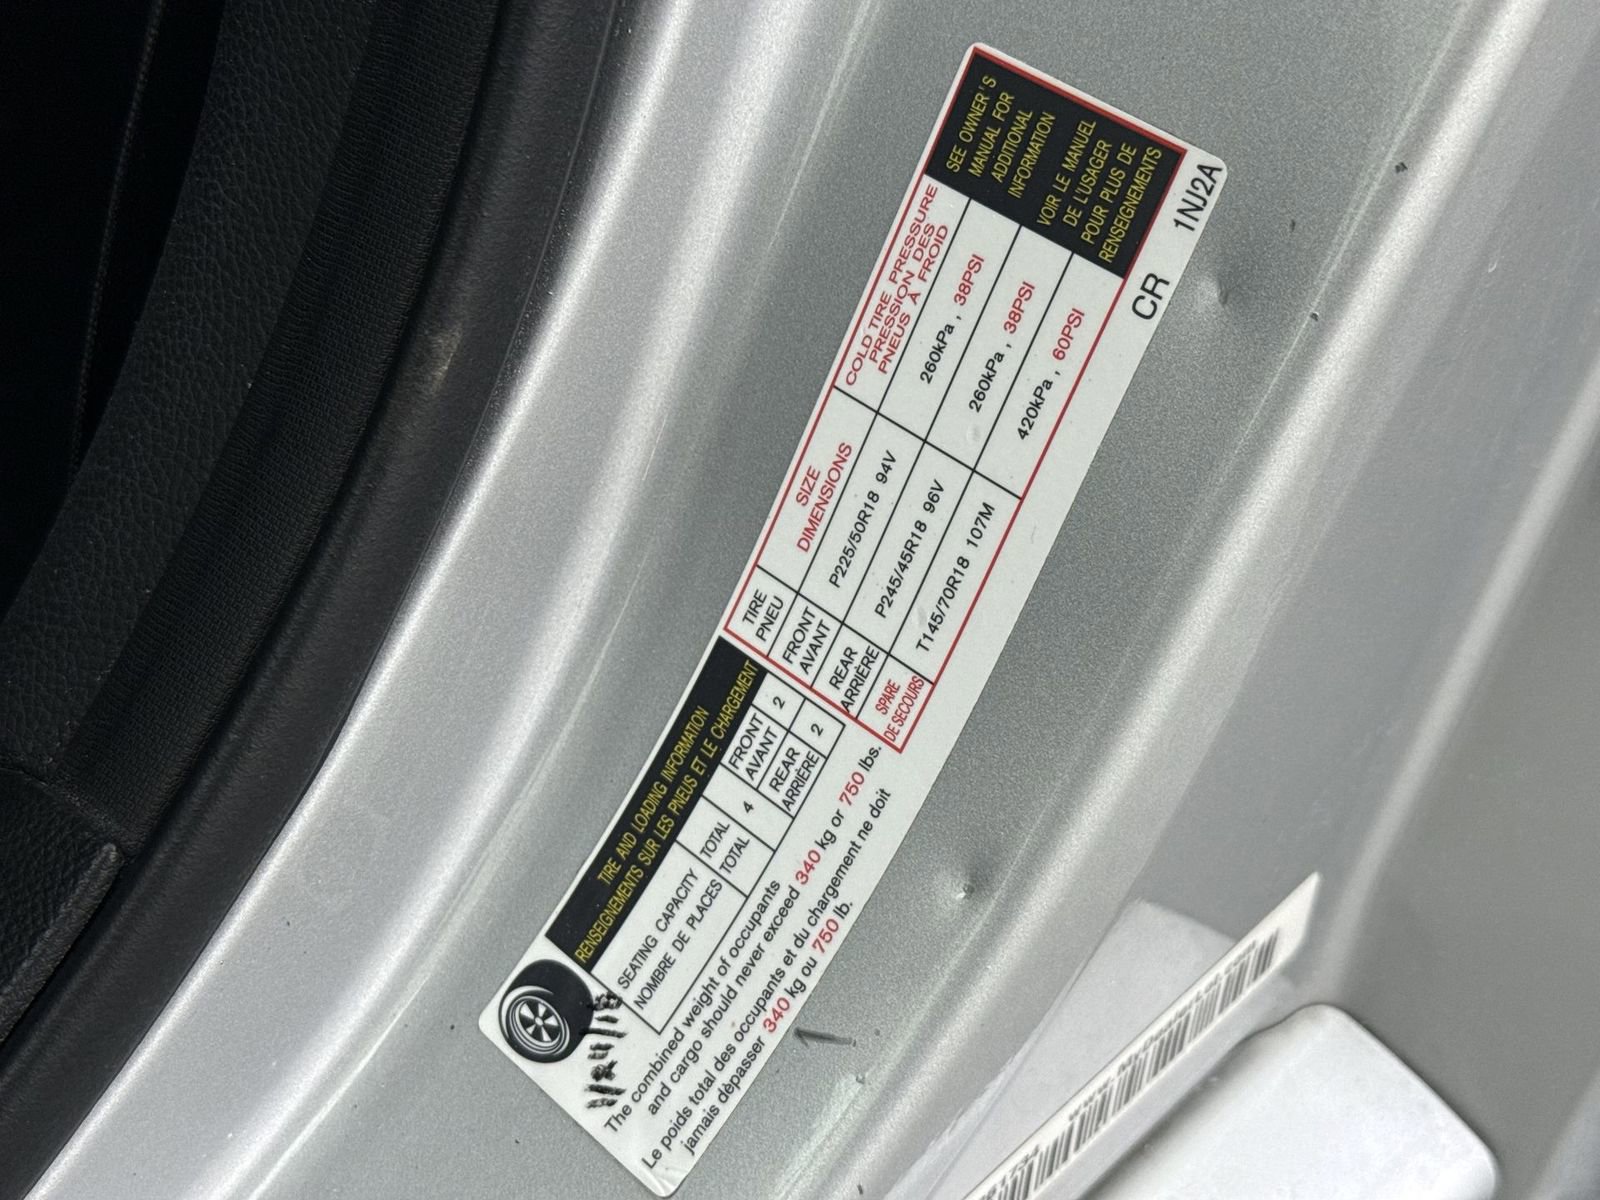 TIRE AND LOADING INFORMATION
RENSEIGNEMENTS SUR LES PNEUS ET LE CHARGEMENT
SEATING CAPACITY
NOMBRE DE PLACES
TOTAL
TOTAL
4
FRONT
AVANT
2
REAR
ARRIÈRE
2
The combined weight of occupants
and cargo should never exceed 340 kg or 750 lbs.
Le poids total des occupants et du chargement ne doit
jamais dèpasser 340 kg ou 750 lb.
TIRE
PNEU
SIZE
DIMENSIONS
COLD TIRE PRESSURE
PRESSION DES
PNEUS À FROID
FRONT
AVANT
P225/50R18 94V
260kPa , 38PSI
REAR
ARRIÈRE
P245/45R18 96V
260kPa , 38PSI
SPARE
DE SECOURS
T145/70R18 107M
420kPa , 60PSI
SEE OWNER'S
MANUAL FOR
ADDITIONAL
INFORMATION
VOIR LE MANUEL
DE L'USAGER
POUR PLUS DE
RENSEIGNEMENTS
CR 1NJ2A